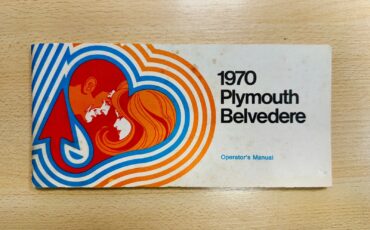 1970
Plymouth
Belvedere
Operator's Manual